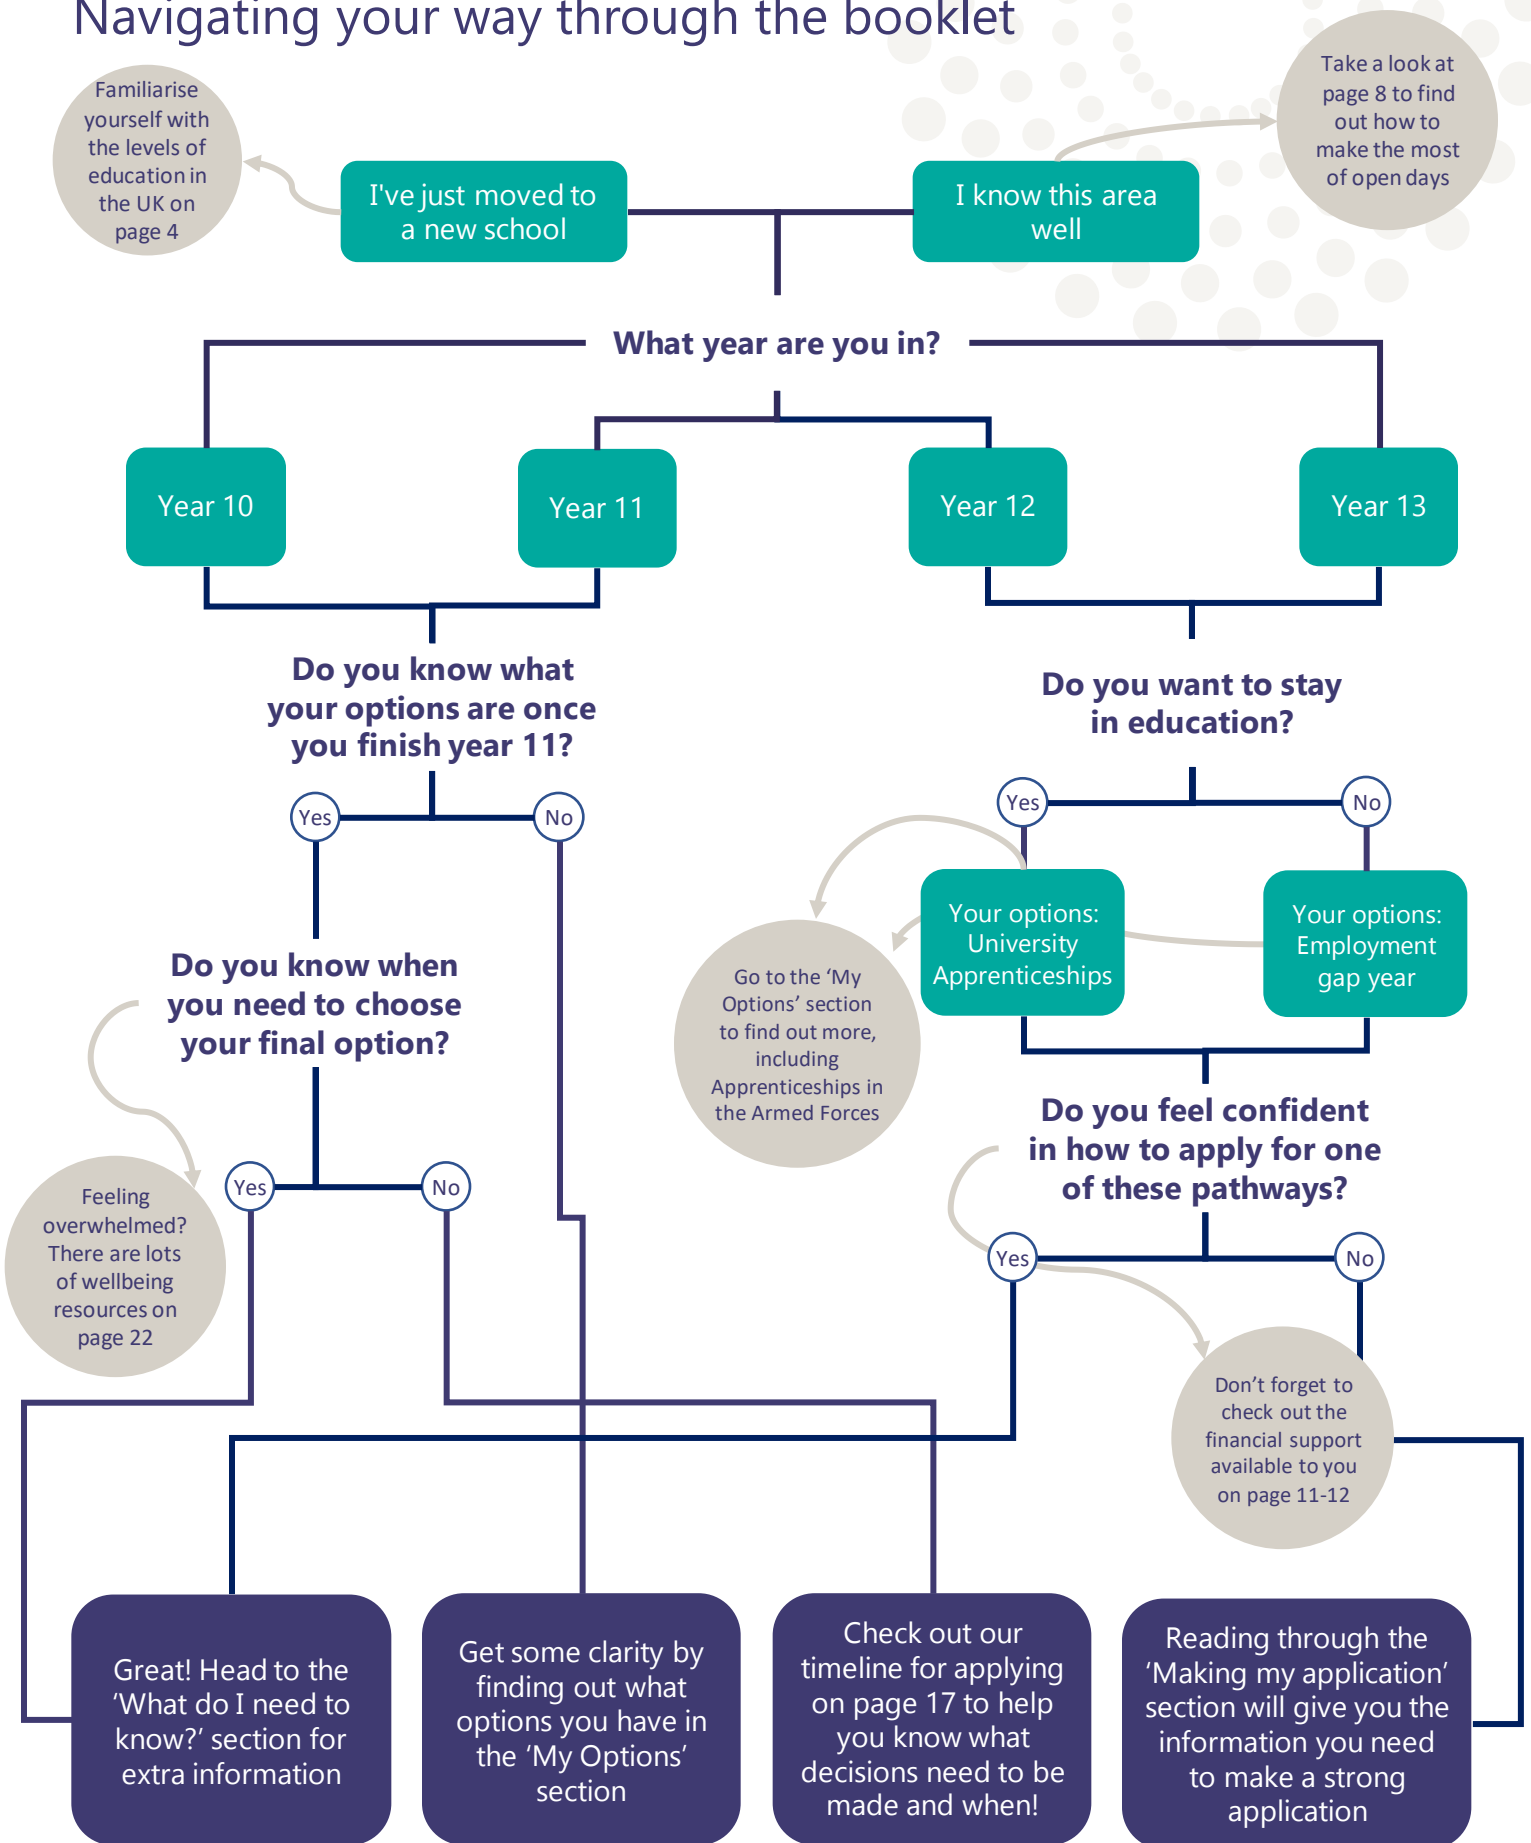 Navigating your way through the booklet
Familiarise
yourself with
the levels of
education in
the UK on
page 4
Take a look at
page 8 to find
out how to
make the most
of open days
I've just moved to
a new school
I know this area
well
What year are you in?
Year 10
Year 11
Year 12
Year 13
Do you know what
your options are once
you finish year 11?
Yes
No
Do you want to stay
in education?
Yes
No
Your options:
University
Apprenticeships
Your options:
Employment
gap year
Go to the ‘My
Options’ section
to find out more,
including
Apprenticeships in
the Armed Forces
Do you know when
you need to choose
your final option?
Yes
No
Feeling
overwhelmed?
There are lots
of wellbeing
resources on
page 22
Do you feel confident
in how to apply for one
of these pathways?
Yes
No
Don’t forget to
check out the
financial support
available to you
on page 11-12
Great! Head to the
‘What do I need to
know?’ section for
extra information
Get some clarity by
finding out what
options you have in
the ‘My Options’
section
Check out our
timeline for applying
on page 17 to help
you know what
decisions need to be
made and when!
Reading through the
‘Making my application’
section will give you the
information you need
to make a strong
application